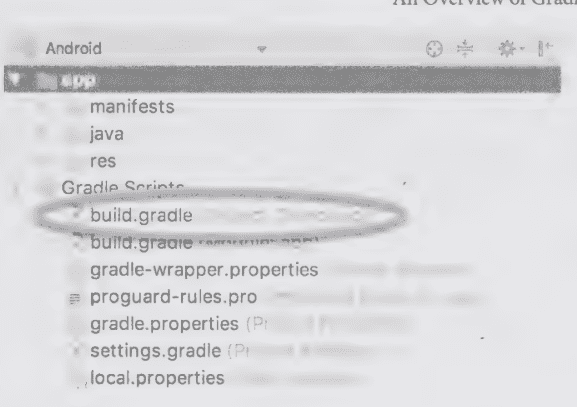 An Overview of Gradl
Android
app
manifests
java
res
Gradle Scripts
build.gradle
build.gradle
gradle-wrapper.properties
proguard-rules.pro
gradle.properties (P
settings.gradle (P
local.properties